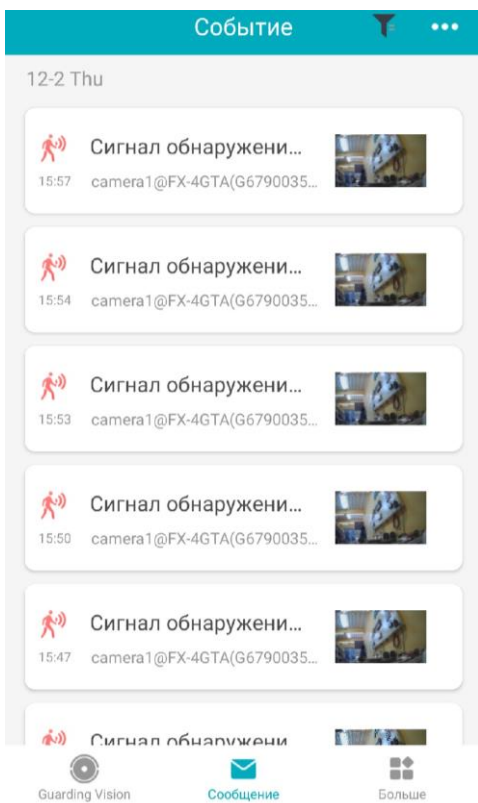 Событие
12-2 Thu
Сигнал обнаружени...
15:57 camera1@FX-4GTA(G6790035...
Сигнал обнаружени...
15:54 camera1@FX-4GTA(G6790035...
Сигнал обнаружени...
15:53 camera1@FX-4GTA(G6790035...
Сигнал обнаружени...
15:50 camera1@FX-4GTA(G6790035...
Сигнал обнаружени...
15:47 camera1@FX-4GTA(G6790035...
Сигнал обнаружени
Guarding Vision Сообщение Больше